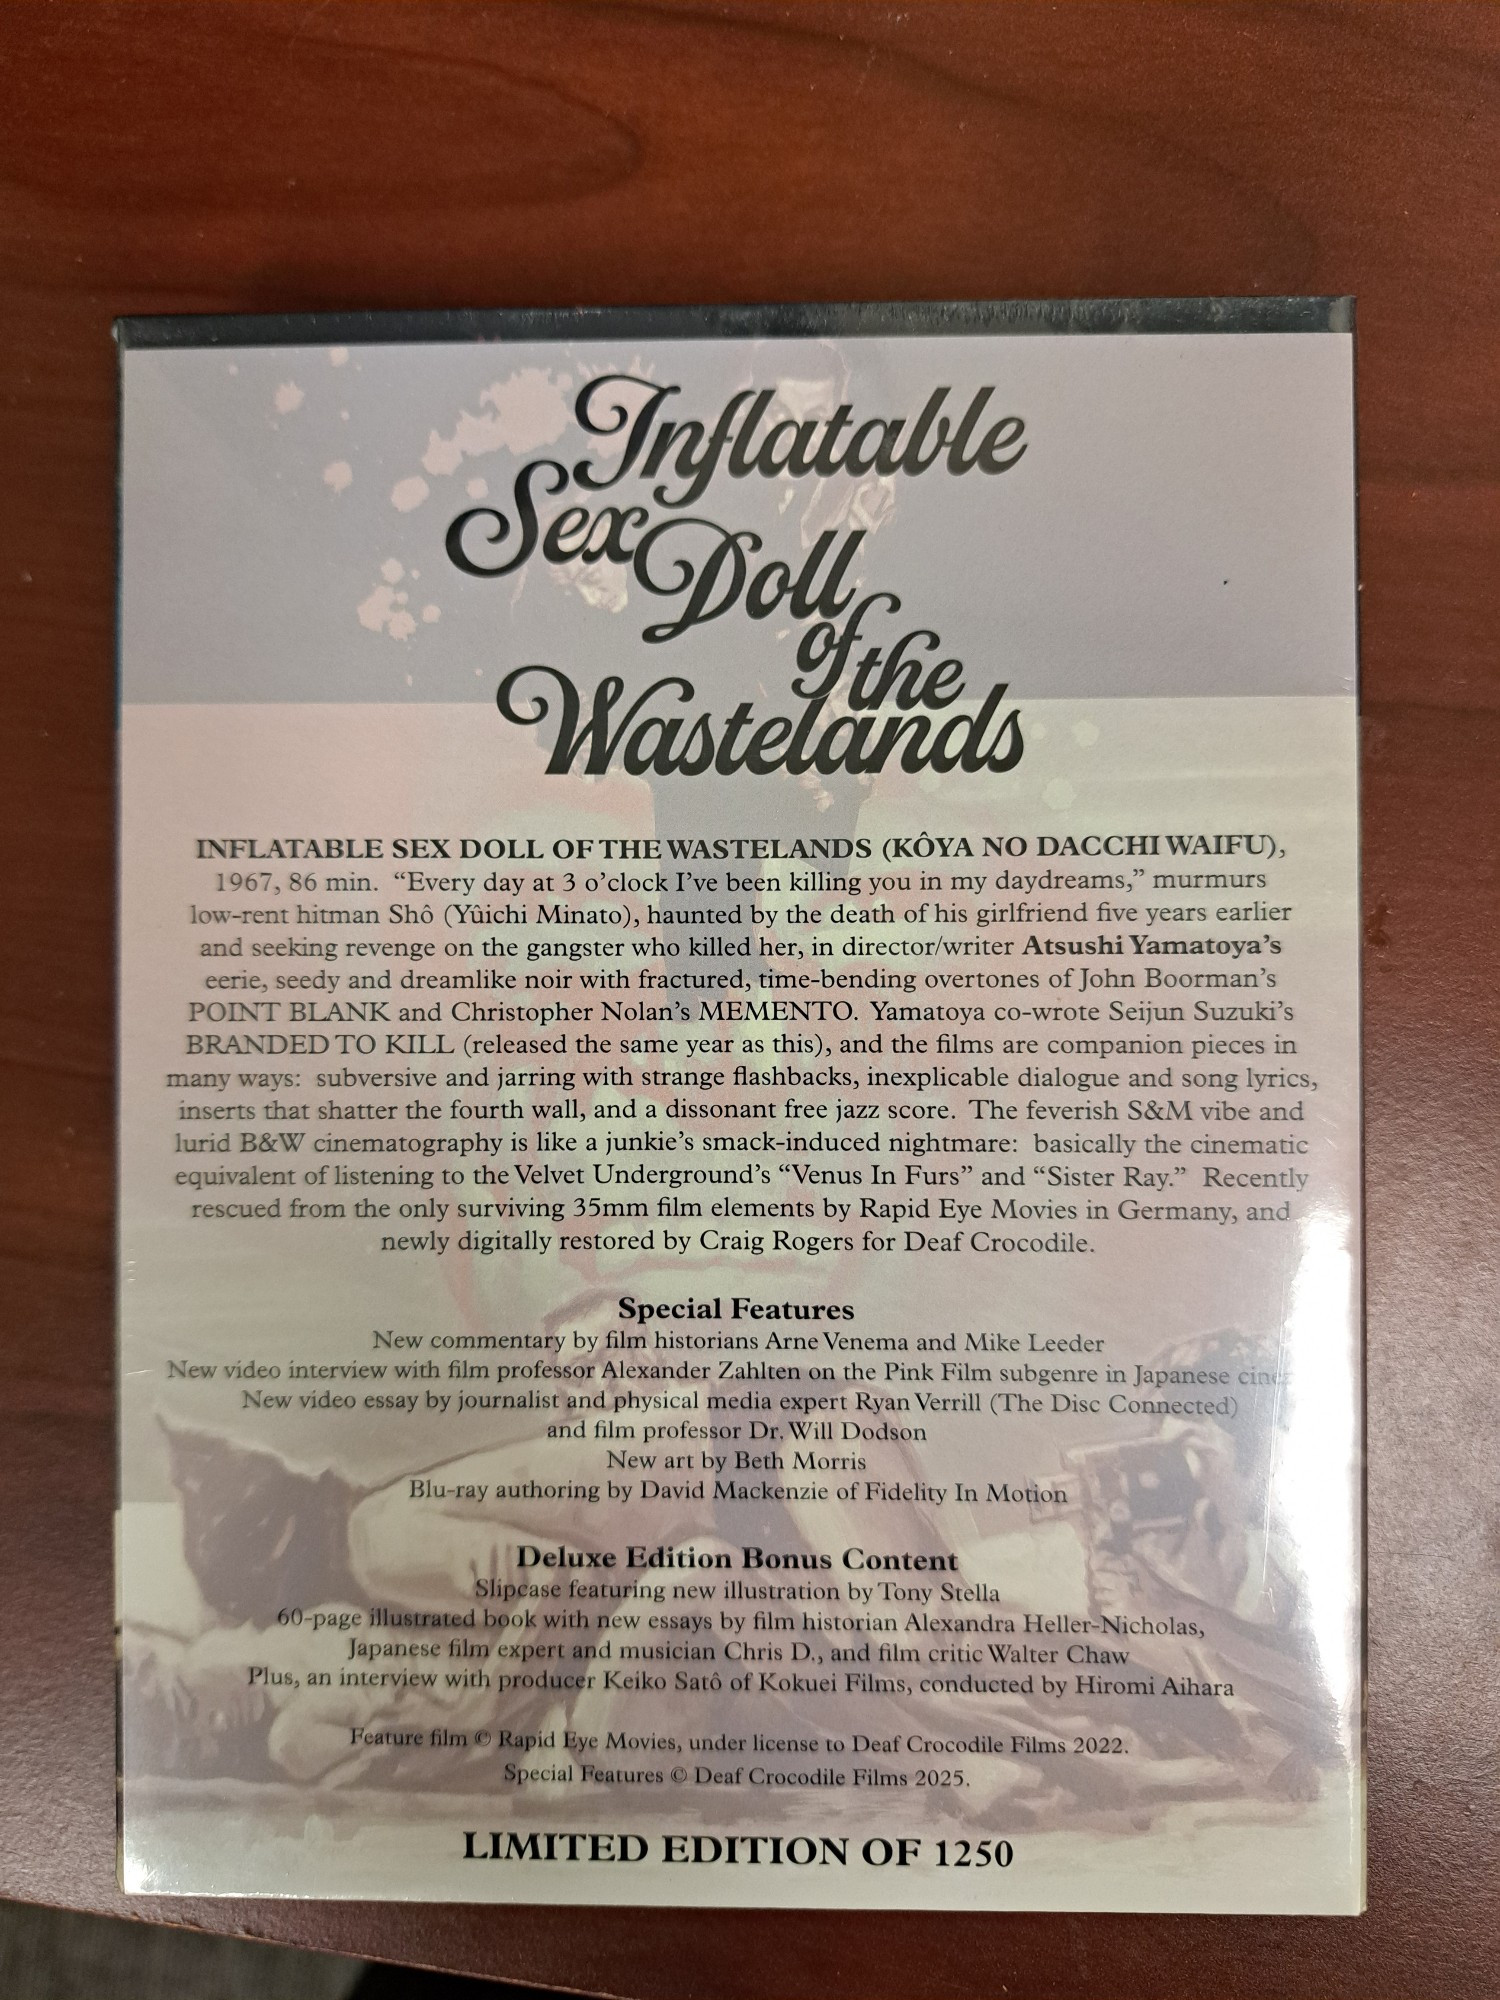 Inflatable
Sex Doll
of the
Wastelands
INFLATABLE SEX DOLL OF THE WASTELANDS (KÔYA NO DACCHI WAIFU),
1967, 86 min. “Every day at 3 o’clock I’ve been killing you in my daydreams,” murmurs
low-rent hitman Shô (Yûichi Minato), haunted by the death of his girlfriend five years earlier
and seeking revenge on the gangster who killed her, in director/writer Atsushi Yamatoya’s
eerie, seedy and dreamlike noir with fractured, time-bending overtones of John Boorman’s
POINT BLANK and Christopher Nolan’s MEMENTO. Yamatoya co-wrote Seijun Suzuki’s
BRANDED TO KILL (released the same year as this), and the films are companion pieces in
many ways: subversive and jarring with strange flashbacks, inexplicable dialogue and song lyrics,
inserts that shatter the fourth wall, and a dissonant free jazz score. The feverish S&M vibe and
lurid B&W cinematography is like a junkie’s smack-induced nightmare: basically the cinematic
equivalent of listening to the Velvet Underground’s “Venus In Furs” and “Sister Ray.” Recently
rescued from the only surviving 35mm film elements by Rapid Eye Movies in Germany, and
newly digitally restored by Craig Rogers for Deaf Crocodile.
Special Features
New commentary by film historians Arne Venema and Mike Leeder
New video interview with film professor Alexander Zahlten on the Pink Film subgenre in Japanese
New video essay by journalist and physical media expert Ryan Verrill (The Disc Connected)
and film professor Dr. Will Dodson
New art by Beth Morris
Blu-ray authoring by David Mackenzie of Fidelity In Motion
Deluxe Edition Bonus Content
Slipcase featuring new illustration by Tony Stella
60-page illustrated book with new essays by film historian Alexandra Heller-Nicholas,
Japanese film expert and musician Chris D., and film critic Walter Chaw
Plus, an interview with producer Keiko Satô of Kokuei Films, conducted by Hiromi Aihara
Feature film © Rapid Eye Movies, under license to Deaf Crocodile Films 2022.
Special Features © Deaf Crocodile Films 2025.
LIMITED EDITION OF 1250